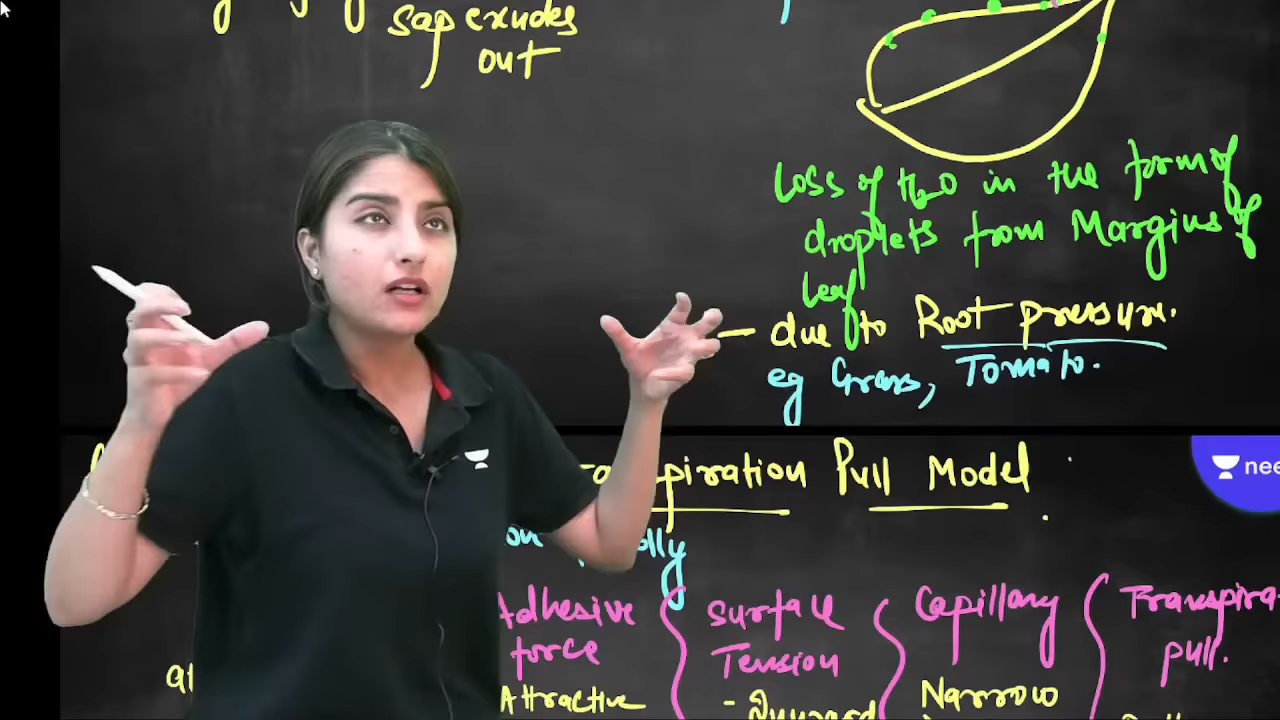 sap exudes
out
Loss of H2O in the form of
droplets from Margins of
leaf
– due to Root pressure.
eg Grass, Tomato.
Pull Model
nee
Adhesive
force
Attractive
Surface
Tension
Capillary
Narrow
Transpira-
pull.